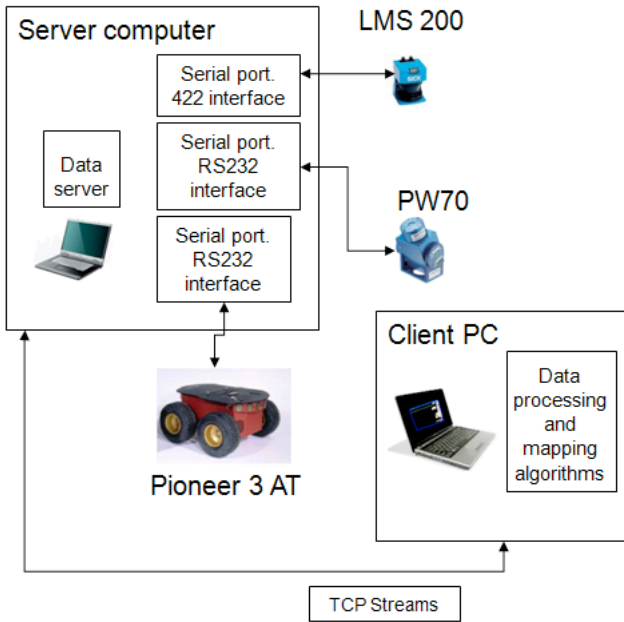 Server computer
LMS 200
Serial port.
422 interface
Serial port.
RS232
interface
Data
server
PW70
Serial port.
RS232
interface
Client PC
Data
processing
and
mapping
algorithms
Pioneer 3 AT
TCP Streams